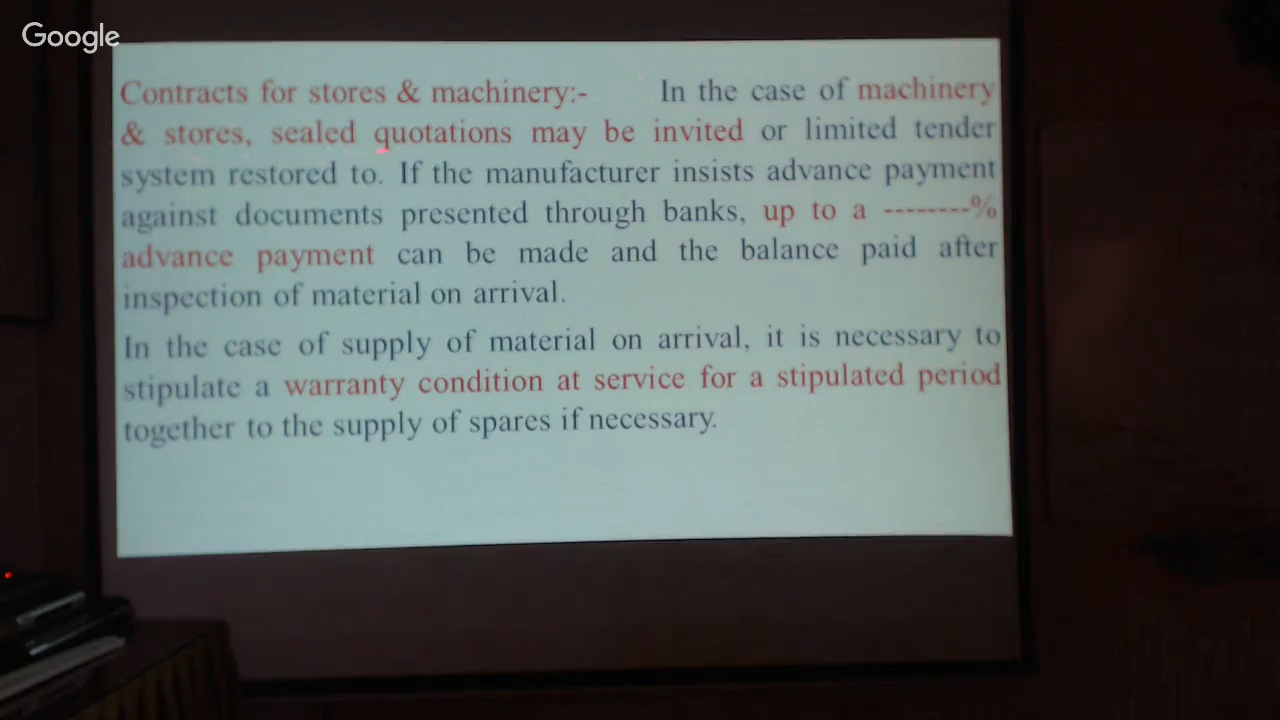 Google
Contracts for stores & machinery:- In the case of machinery
& stores, sealed quotations may be invited or limited tender
system restored to. If the manufacturer insists advance payment
against documents presented through banks, up to a --------%
advance payment can be made and the balance paid after
inspection of material on arrival.
In the case of supply of material on arrival, it is necessary to
stipulate a warranty condition at service for a stipulated period
together to the supply of spares if necessary.